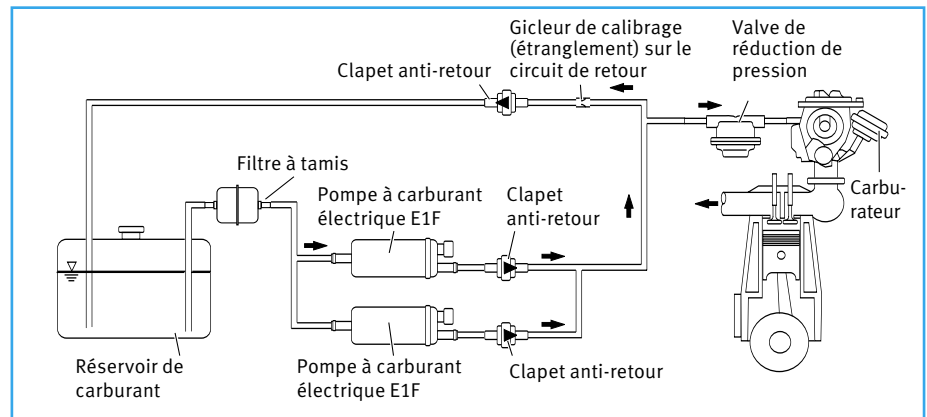 Gicleur de calibrage
(étranglement) sur le
circuit de retour
Valve de
réduction de
pression
Clapet anti-retour
Filtre à tamis
Pompe à carburant
électrique E1F
Clapet
anti-retour
Carbu-
rateur
Réservoir de
carburant
Pompe à carburant
électrique E1F
Clapet anti-retour